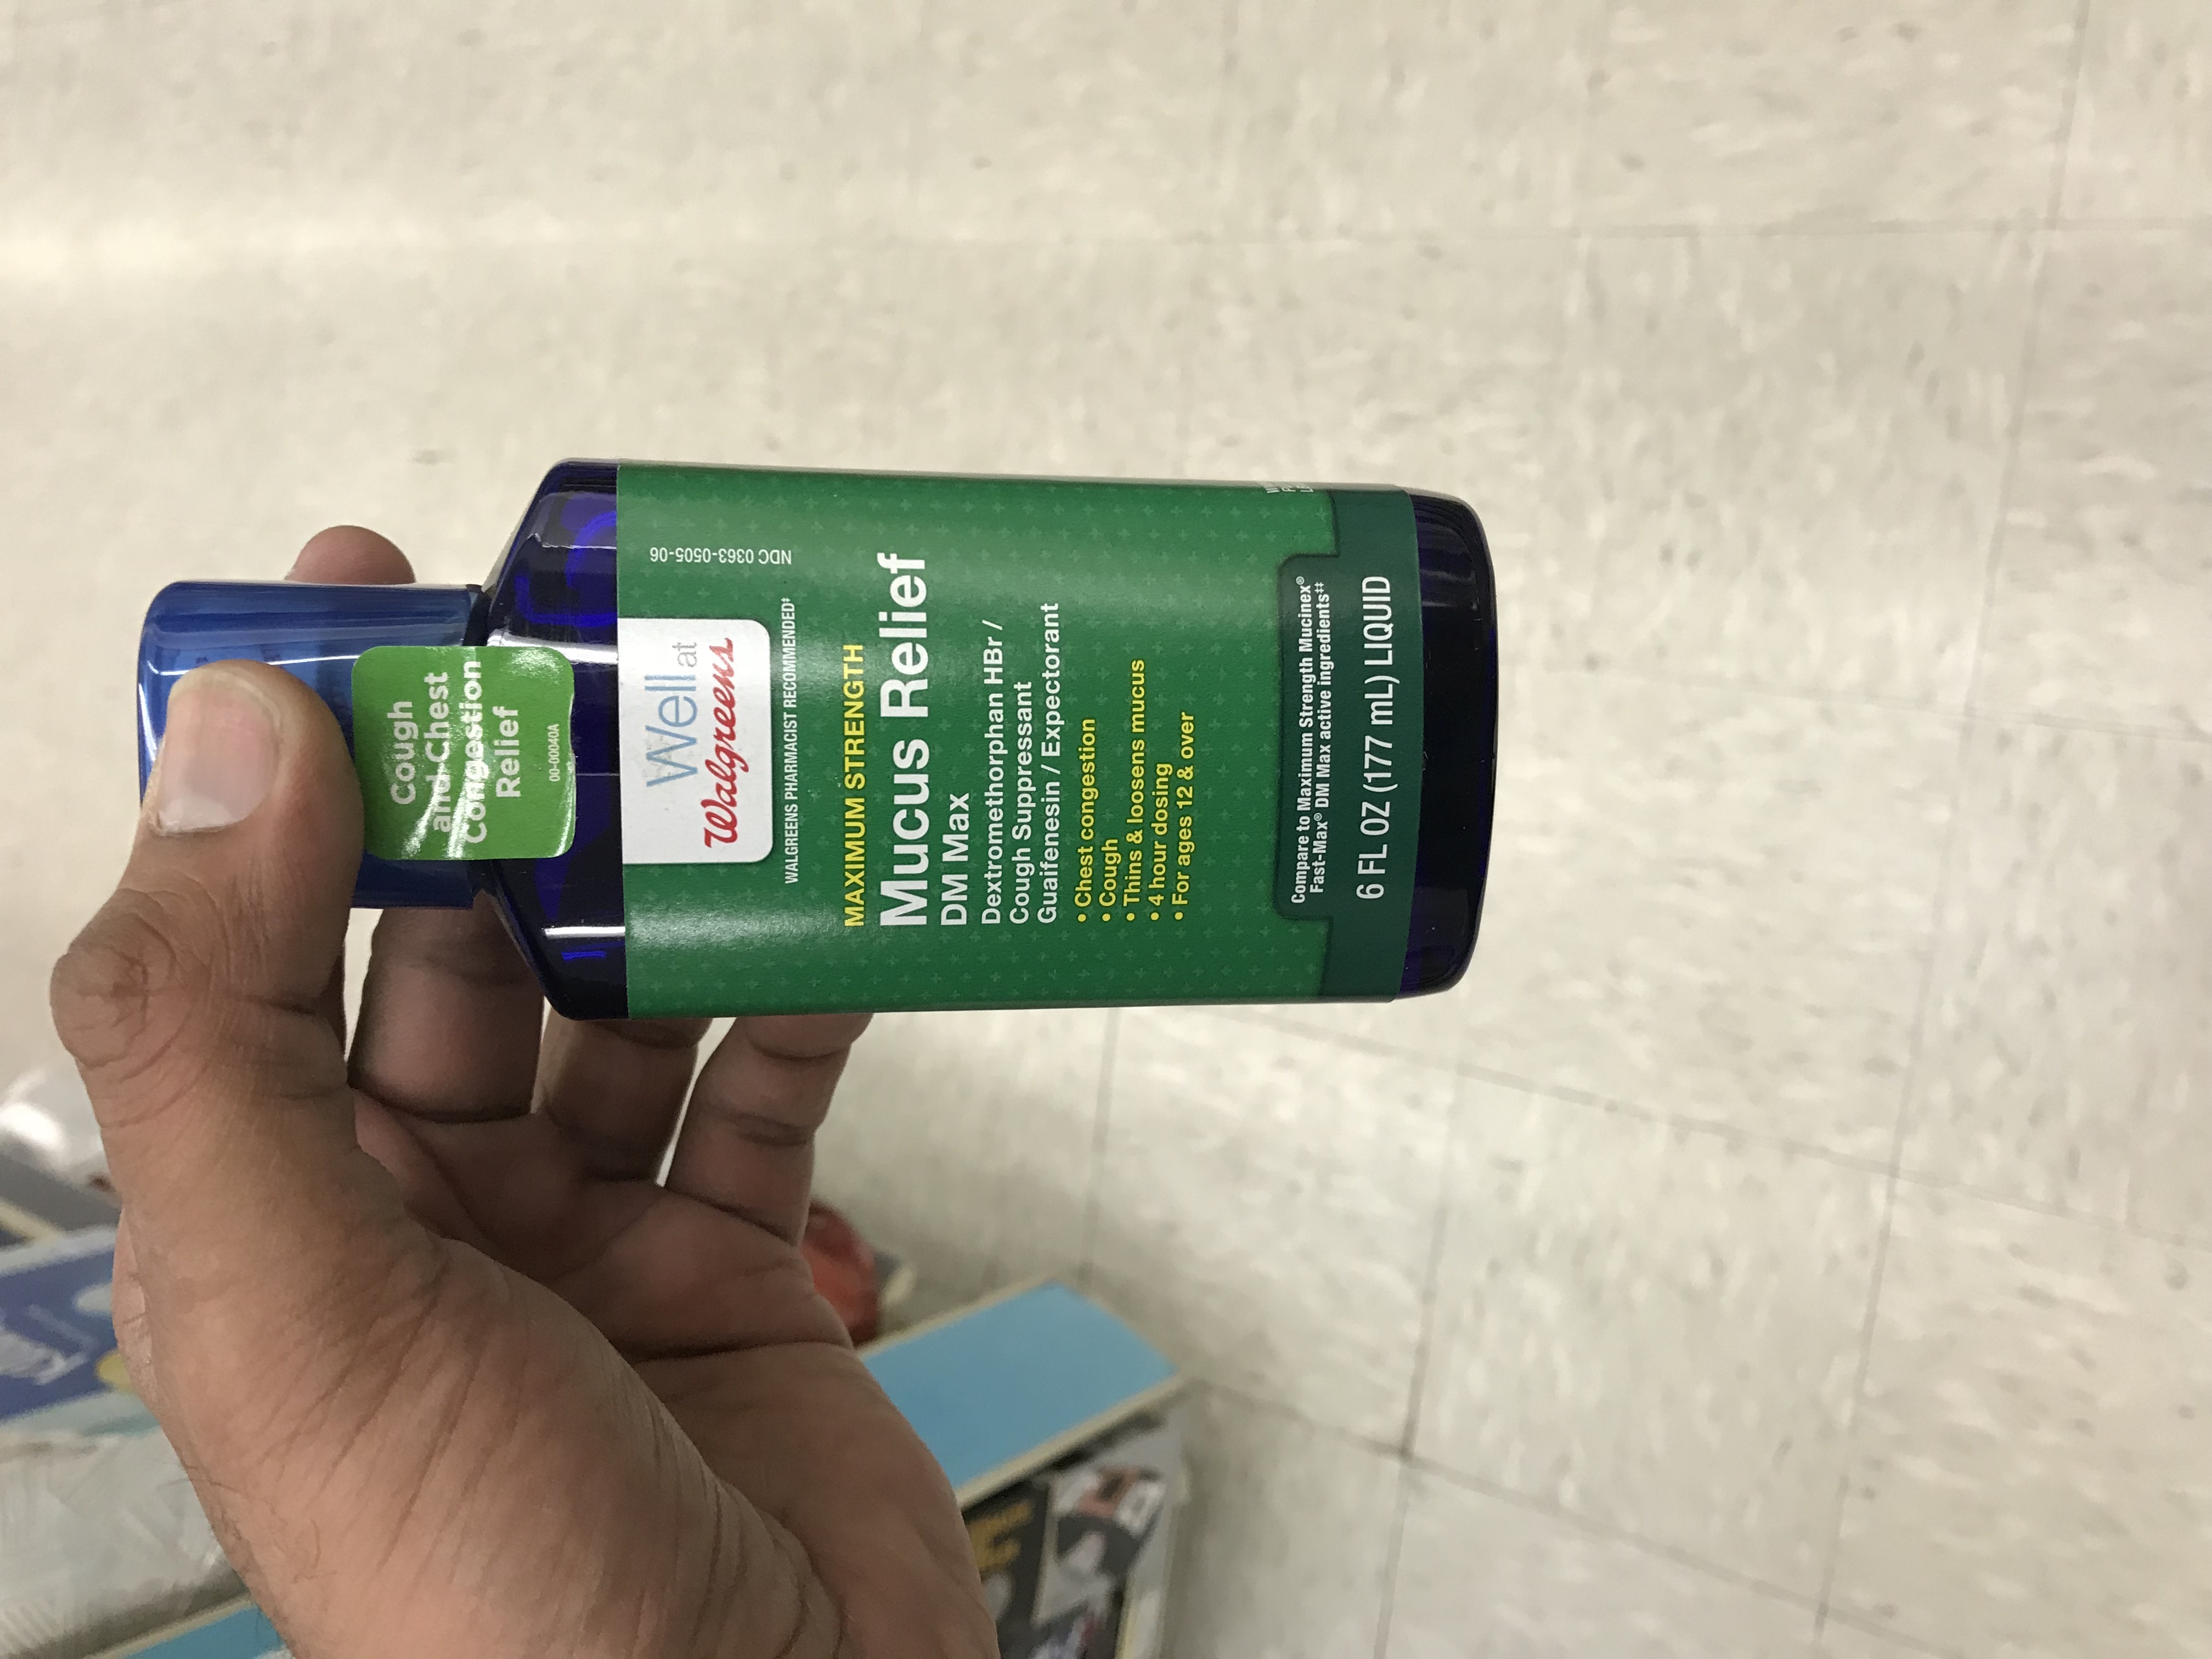 Cough
and Chest
Congestion
Relief
00-00040A
Well at
Walgreens
NDC 0363-0505-06
WALGREENS PHARMACIST RECOMMENDED‡
MAXIMUM STRENGTH
Mucus Relief
DM Max
Dextromethorphan HBr /
Cough Suppressant
Guaifenesin / Expectorant
• Chest congestion
• Cough
• Thins & loosens mucus
• 4 hour dosing
• For ages 12 & over
Compare to Maximum Strength Mucinex®
Fast-Max® DM Max active ingredients‡‡
6 FL OZ (177 mL) LIQUID